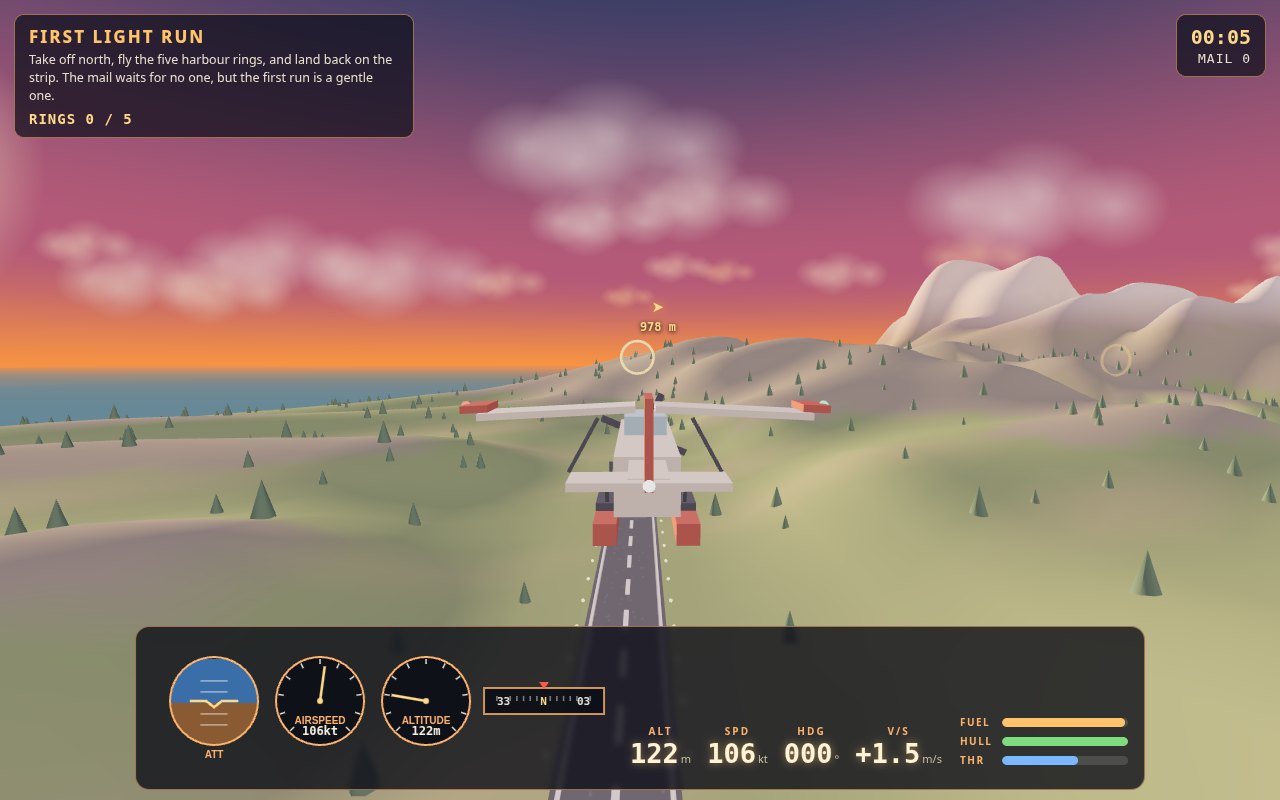 FIRST LIGHT RUN
Take off north, fly the five harbour rings, and land back on the
strip. The mail waits for no one, but the first run is a gentle
one.
RINGS 0 / 5
00:05
MAIL 0
978 m
33 N 03
AIRSPEED
106kt
ALTITUDE
122m
ATT
ALT
122 m
SPD
106 kt
HDG
000°
V/S
+1.5 m/s
FUEL
HULL
THR